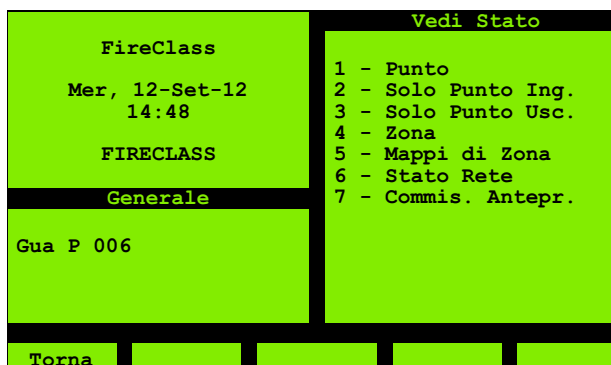 FireClass
Mer, 12-Set-12
14:48
FIRECLASS
Generale
Gua P 006
Vedi Stato
1 - Punto
2 - Solo Punto Ing.
3 - Solo Punto Usc.
4 - Zona
5 - Mappi di Zona
6 - Stato Rete
7 - Commis. Antepr.
Torna